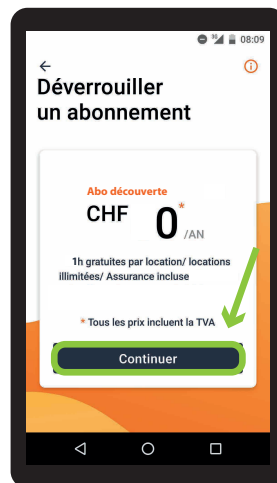 3G 08:09
Déverrouiller
un abonnement
Abo découverte
CHF 0* /AN
1h gratuites par location/ locations
illimitées/ Assurance incluse
* Tous les prix incluent la TVA
Continuer